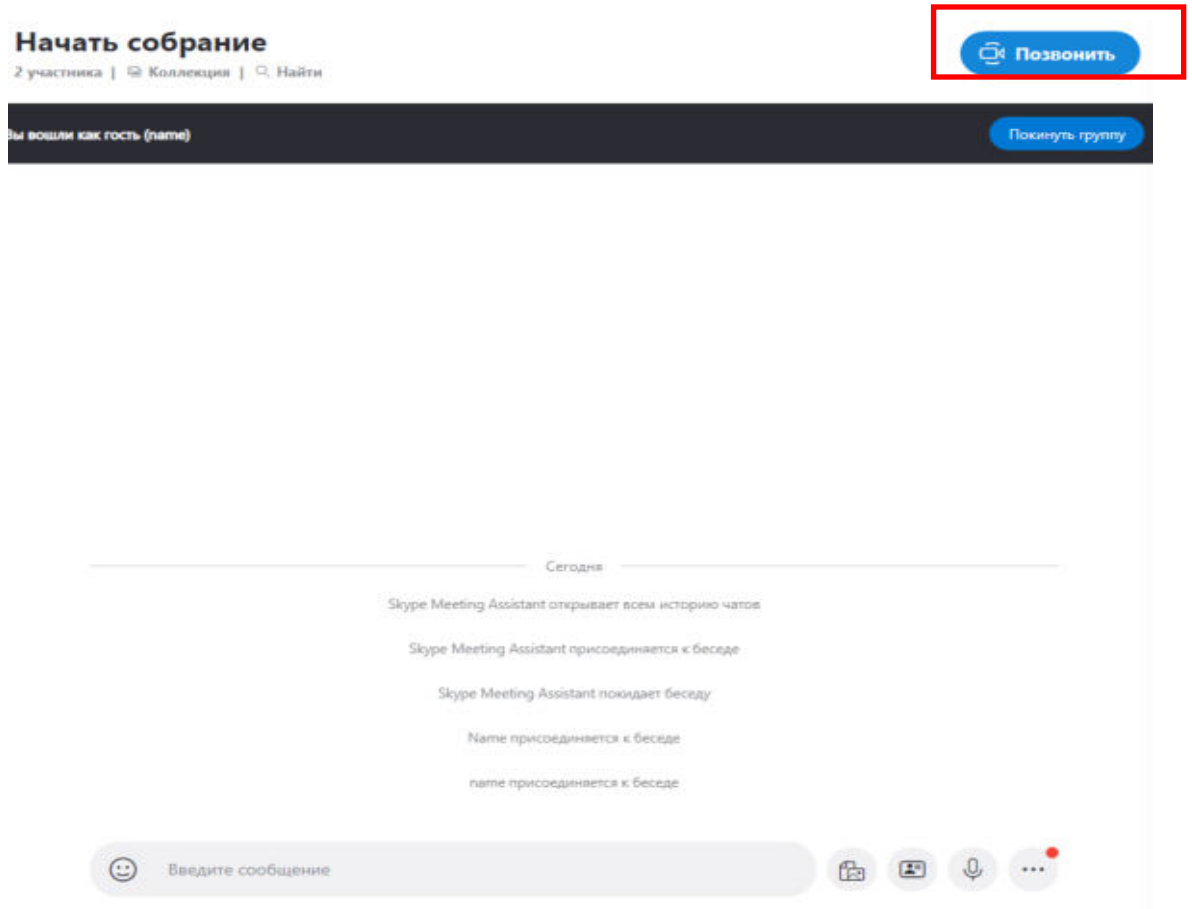 Начать собрание
Позвонить
2 участника | Коллекция | Найти
Вы вошли как гость (name)
Покинуть группу
Сегодня
Skype Meeting Assistant открывает всем историю чатов
Skype Meeting Assistant присоединяется к беседе
Skype Meeting Assistant покидает беседу
Name присоединяется к беседе
name присоединяется к беседе
Введите сообщение